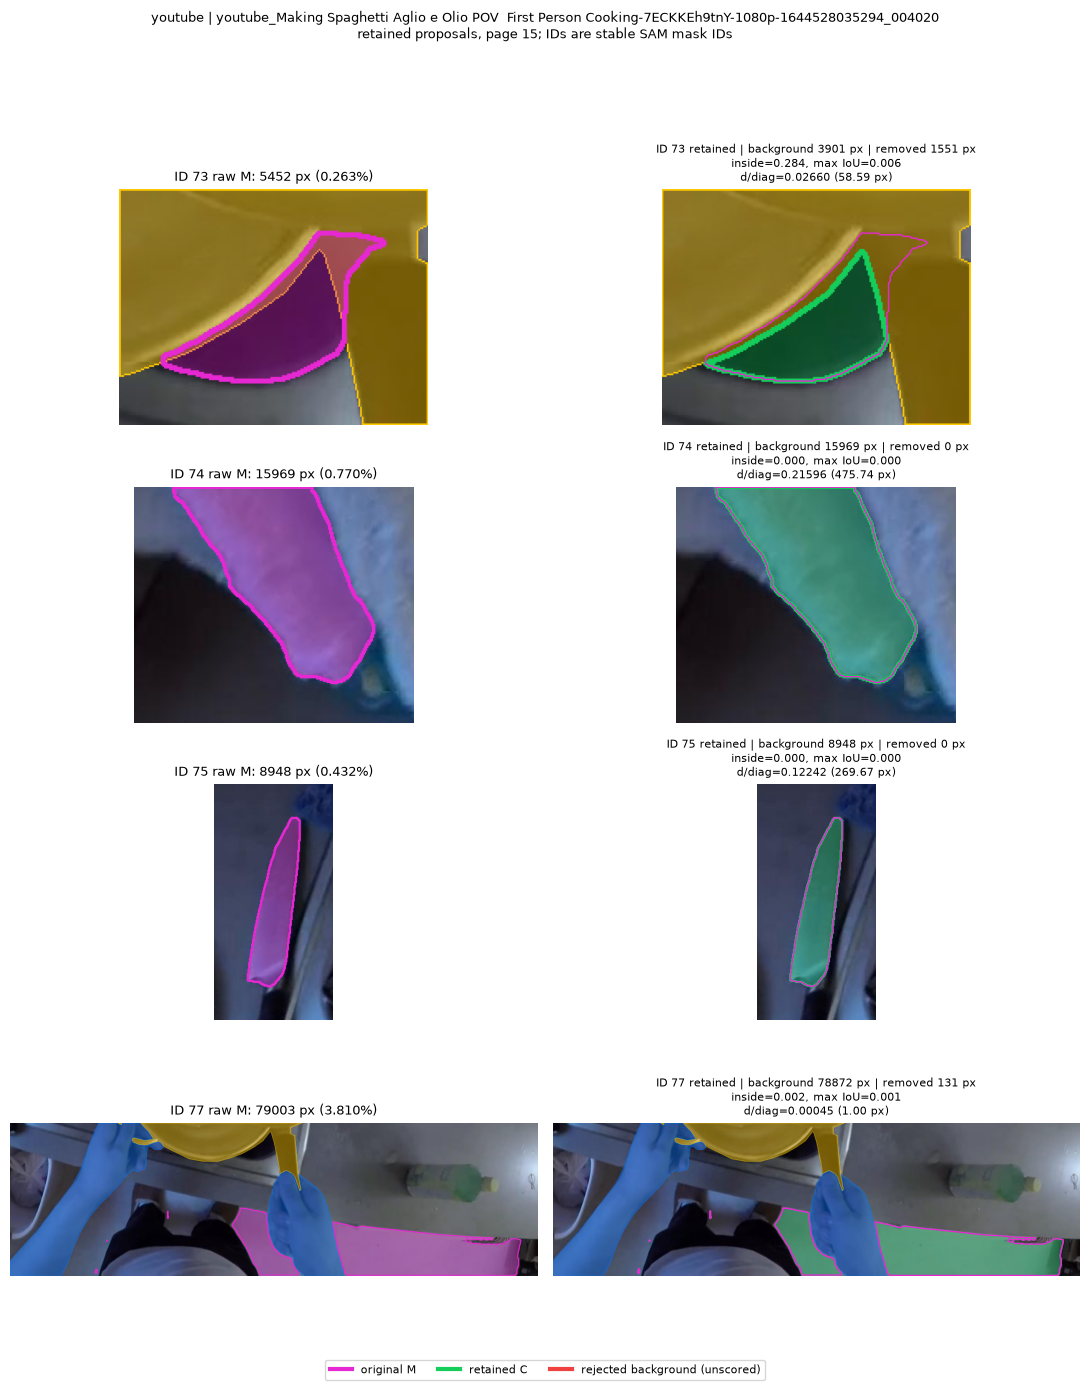 youtube | youtube_Making Spaghetti Aglio e Olio POV  First Person Cooking-7ECKKEh9tnY-1080p-1644528035294_004020
retained proposals, page 15; IDs are stable SAM mask IDs
ID 73 raw M: 5452 px (0.263%)
ID 73 retained | background 3901 px | removed 1551 px
inside=0.284, max IoU=0.006
d/diag=0.02660 (58.59 px)
ID 74 raw M: 15969 px (0.770%)
ID 74 retained | background 15969 px | removed 0 px
inside=0.000, max IoU=0.000
d/diag=0.21596 (475.74 px)
ID 75 raw M: 8948 px (0.432%)
ID 75 retained | background 8948 px | removed 0 px
inside=0.000, max IoU=0.000
d/diag=0.12242 (269.67 px)
ID 77 raw M: 79003 px (3.810%)
ID 77 retained | background 78872 px | removed 131 px
inside=0.002, max IoU=0.001
d/diag=0.00045 (1.00 px)
original M
retained C
rejected background (unscored)